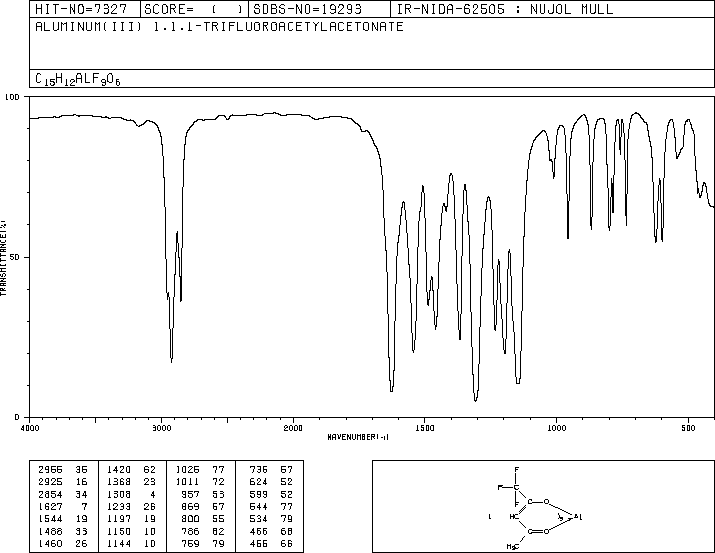 HIT-NO=7327 SCORE= ( ) SDBS-NO=19293 IR-NIDA-62505 : NUJOL MULL
ALUMINUM(III) 1,1,1-TRIFLUOROACETYLACETONATE
C15H12ALF9O6
100
50
0
TRANSMITTANCE(%)
4000 3000 2000 1500 1000 500
WAVENUMBER(-1)
2955 36 1420 62 1026 77 736 57
2925 16 1368 23 1011 72 624 52
2854 34 1308 4 957 53 599 52
1627 7 1233 26 869 57 544 77
1544 19 1197 19 800 55 534 79
1488 33 1150 10 786 62 466 68
1460 26 1144 10 759 79 456 66
F
F C
F C O
HC Al
C O
H3C